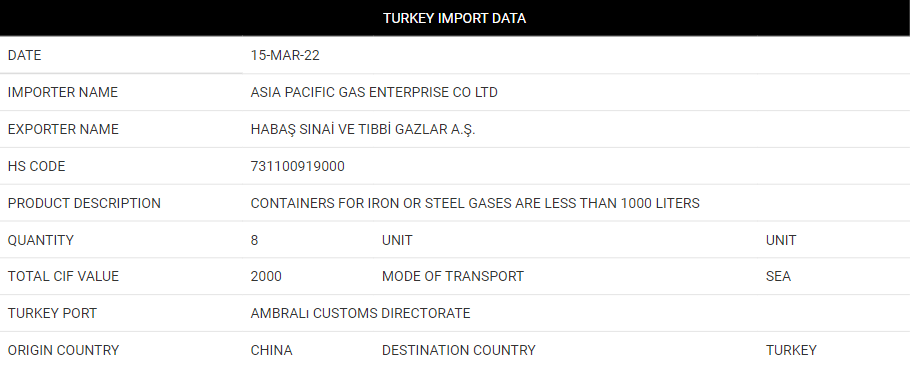 TURKEY IMPORT DATA
DATE 15-MAR-22
IMPORTER NAME ASIA PACIFIC GAS ENTERPRISE CO LTD
EXPORTER NAME HABAŞ SINAİ VE TIBBİ GAZLAR A.Ş.
HS CODE 731100919000
PRODUCT DESCRIPTION CONTAINERS FOR IRON OR STEEL GASES ARE LESS THAN 1000 LITERS
QUANTITY 8 UNIT UNIT
TOTAL CIF VALUE 2000 MODE OF TRANSPORT SEA
TURKEY PORT AMBRALı CUSTOMS DIRECTORATE
ORIGIN COUNTRY CHINA DESTINATION COUNTRY TURKEY